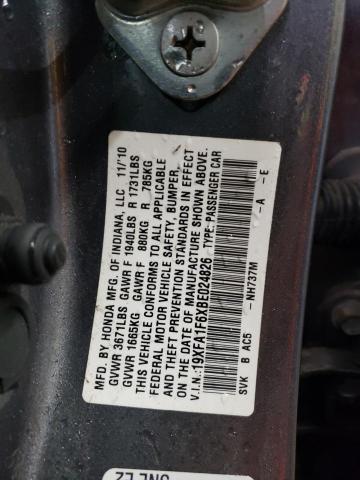 MFD. BY HONDA MFG. OF INDIANA, LLC 11/10
GVWR 3671LBS GAWR F 1940LBS R 1731LBS
GVWR 1665KG GAWR F 880KG R 785KG
THIS VEHICLE CONFORMS TO ALL APPLICABLE
FEDERAL MOTOR VEHICLE SAFETY, BUMPER,
AND THEFT PREVENTION STANDARDS IN EFFECT
ON THE DATE OF MANUFACTURE SHOWN ABOVE.
V.I.N.:19XFA1F6XBE024826 TYPE:PASSENGER CAR
SVK B AC5 -NH737M -A -E